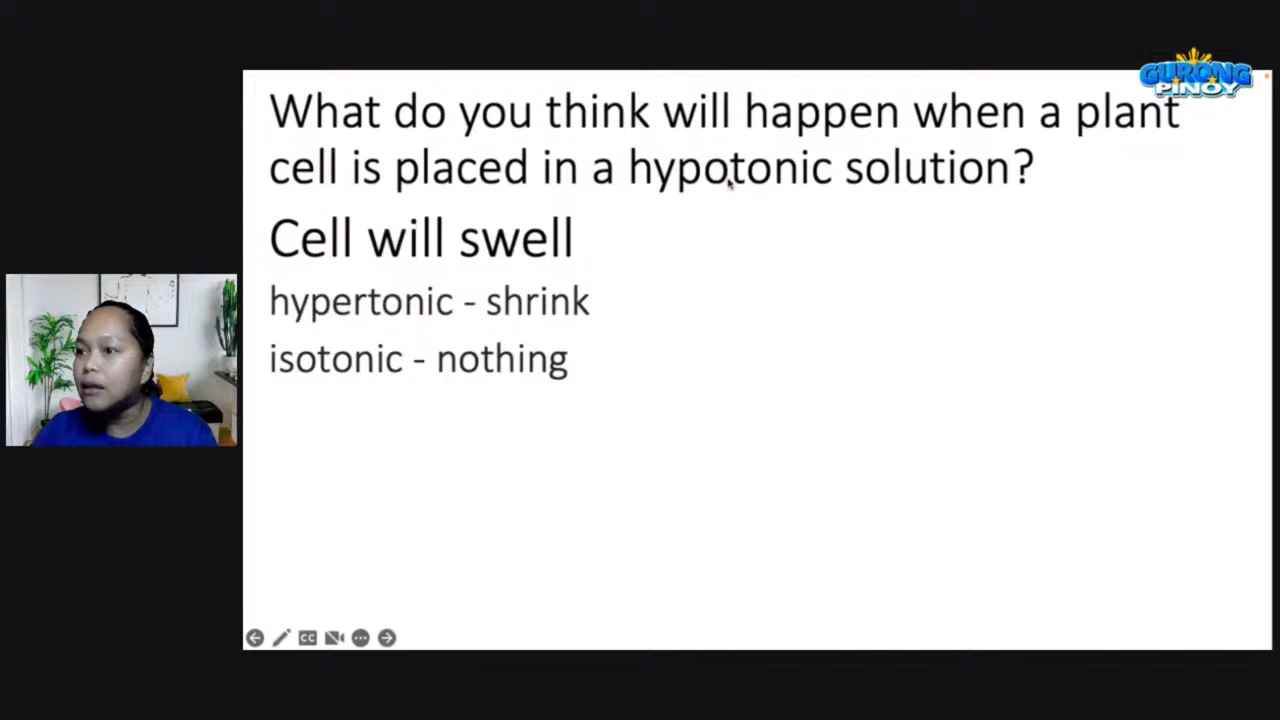 GURONG
PINOY
What do you think will happen when a plant
cell is placed in a hypotonic solution?
Cell will swell
hypertonic - shrink
isotonic - nothing
CC